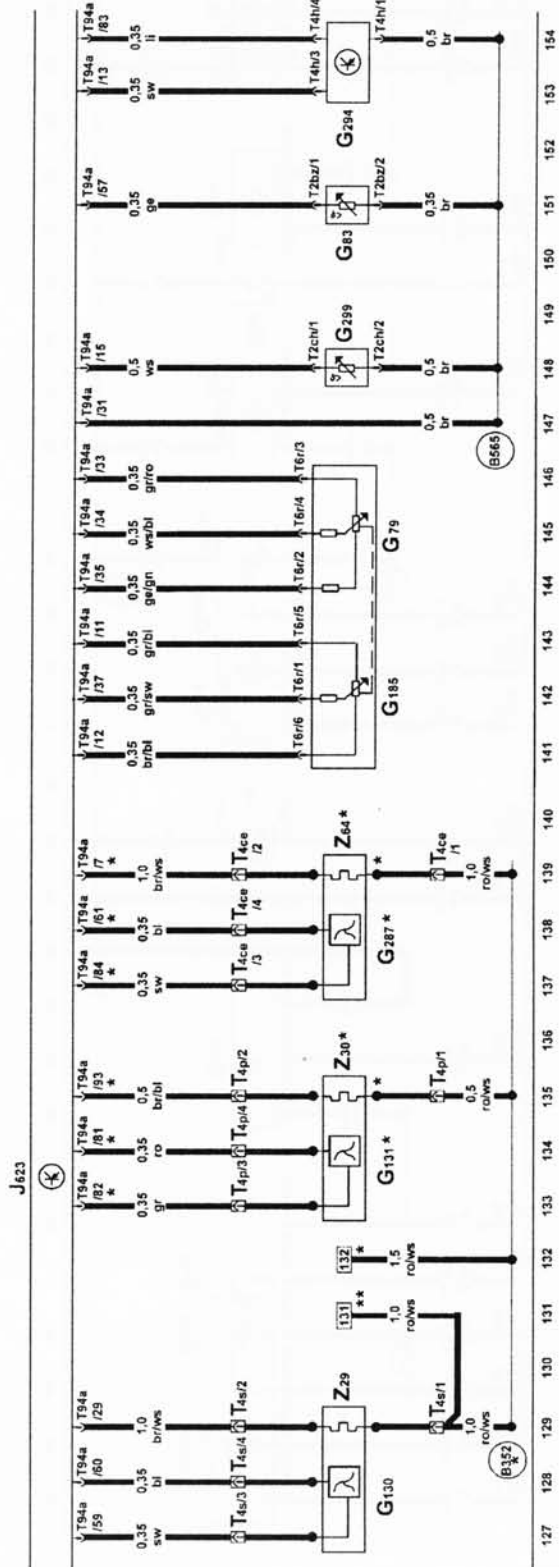 J623
T94a /59 T94a /60 T94a /29 T94a /82 * T94a /81 * T94a /93 * T94a /84 * T94a /61 * T94a /7 * T94a /12 T94a /37 T94a /11 T94a /35 T94a /34 T94a /33 T94a /31 T94a /15 T94a /57 T94a /13 T94a /83
0,35 0,35 1,0 0,35 0,35 0,5 0,35 0,35 1,0 0,35 0,35 0,35 0,35 0,35 0,35 0,5 0,35 0,35 0,35
sw bl br/ws gr ro br/bl sw bl br/ws br/bl gr/sw gr/bl ge/gn ws/bl gr/ro ws ge sw li
T4s/3 T4s/4 T4s/2 T4p/3 T4p/4 T4p/2 T4ce /3 T4ce /4 T4ce /2 T6r/6 T6r/1 T6r/5 T6r/2 T6r/4 T6r/3 T2ch/1 T2bz/1 T4h/3 T4h/4
G130 Z29 131 ** 132 * G131* Z30* G287* Z64* G185 G79 G299 G83 G294
* *
T4s/1 T4p/1 T4ce /1 T2ch/2 T2bz/2 T4h/1
1,0 1,0 1,5 0,5 1,0 0,5 0,5 0,35 0,5
ro/ws ro/ws ro/ws ro/ws ro/ws br br br br
B352 * B565
127 128 129 130 131 132 133 134 135 136 137 138 139 140 141 142 143 144 145 146 147 148 149 150 151 152 153 154